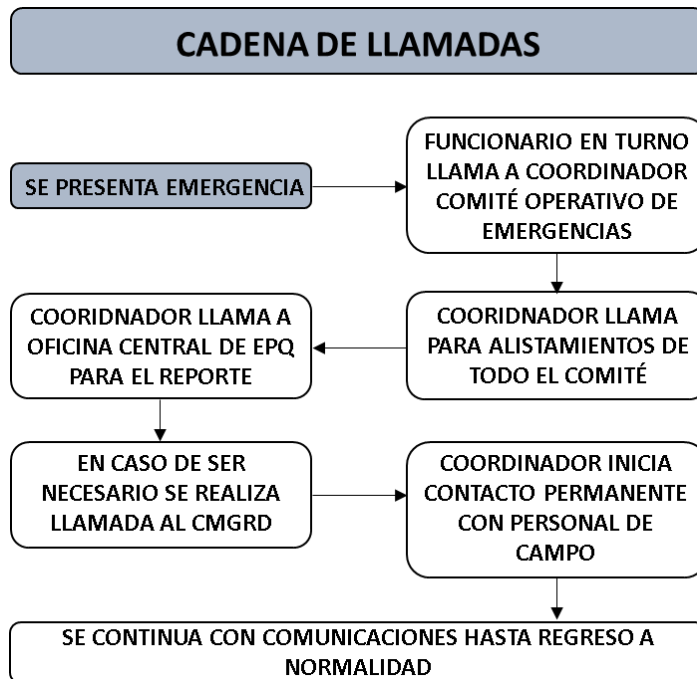 CADENA DE LLAMADAS
SE PRESENTA EMERGENCIA
FUNCIONARIO EN TURNO
LLAMA A COORDINADOR
COMITÉ OPERATIVO DE
EMERGENCIAS
COORIDNADOR LLAMA
PARA ALISTAMIENTOS DE
TODO EL COMITÉ
COORIDNADOR LLAMA A
OFICINA CENTRAL DE EPQ
PARA EL REPORTE
EN CASO DE SER
NECESARIO SE REALIZA
LLAMADA AL CMGRD
COORDINADOR INICIA
CONTACTO PERMANENTE
CON PERSONAL DE
CAMPO
SE CONTINUA CON COMUNICACIONES HASTA REGRESO A
NORMALIDAD